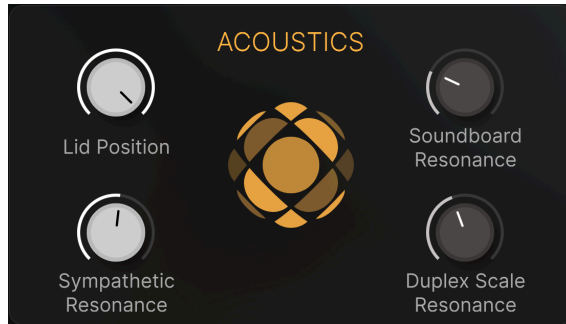 ACOUSTICS
Lid Position
Soundboard
Resonance
Sympathetic
Resonance
Duplex Scale
Resonance